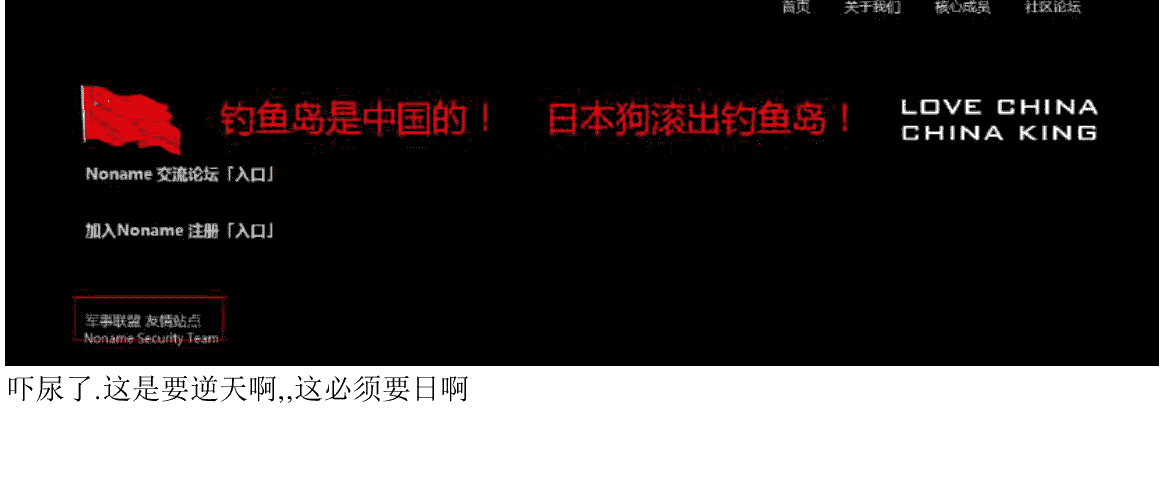 首页 关于我们 核心成员 社区论坛
钓鱼岛是中国的！ 日本狗滚出钓鱼岛！ LOVE CHINA
CHINA KING
Noname 交流论坛「入口」
加入Noname 注册「入口」
军事联盟 友情站点
Noname Security Team
吓尿了.这是要逆天啊,,这必须要日啊